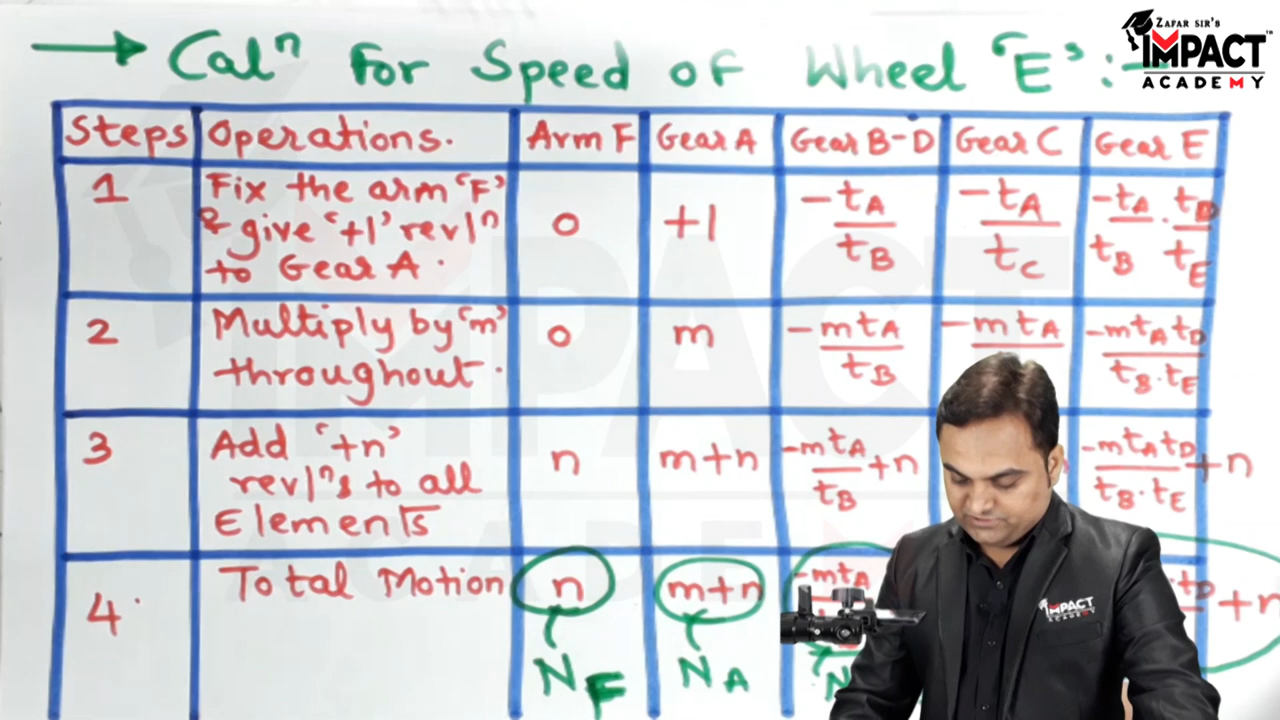 ZAFAR SIR'S
IMPACT
ACADEMY
→ Calⁿ For Speed of Wheel 'E' :-
Steps Operations. Arm F Gear A Gear B-D Gear C Gear E
1 Fix the arm 'F' & give '+1' rev/ⁿ to Gear A. 0 +1 -tA/tB -tA/tC -tA/tB . tD/tE
2 Multiply by 'm' throughout. 0 m -mtA/tB -mtA -mtAtD/tB.tE
3 Add '+n' rev/ⁿs to all Elements n m+n -mtA/tB +n -mtAtD/tB.tE +n
4. Total Motion n m+n -mtA tD +n
NF NA N
IMPACT
ACADEMY